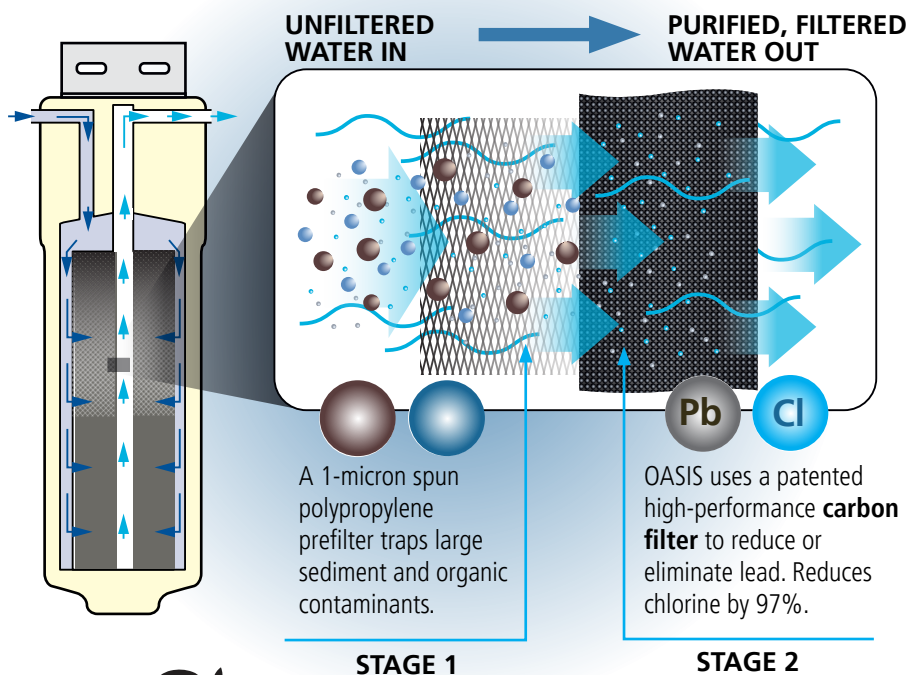 UNFILTERED
WATER IN
PURIFIED, FILTERED
WATER OUT
Pb
Cl
A 1-micron spun
polypropylene
prefilter traps large
sediment and organic
contaminants.
OASIS uses a patented
high-performance carbon
filter to reduce or
eliminate lead. Reduces
chlorine by 97%.
STAGE 1
STAGE 2